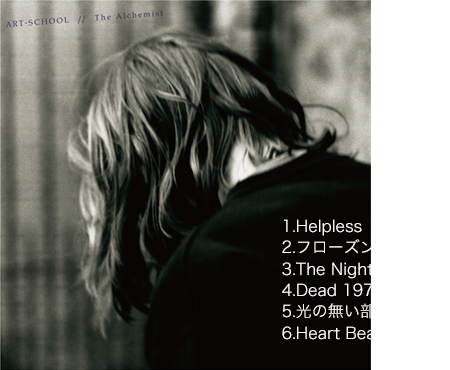 ART-SCHOOL // The Alchemist
1.Helpless
2.フローズン
3.The Night
4.Dead 197
5.光の無い部
6.Heart Bea